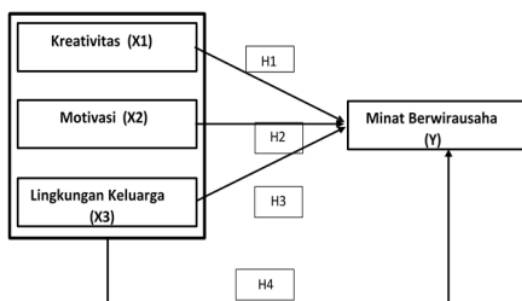 Kreativitas (X1)
H1
Motivasi (X2)
Minat Berwirausaha
(Y)
H2
Lingkungan Keluarga
(X3)
H3
H4